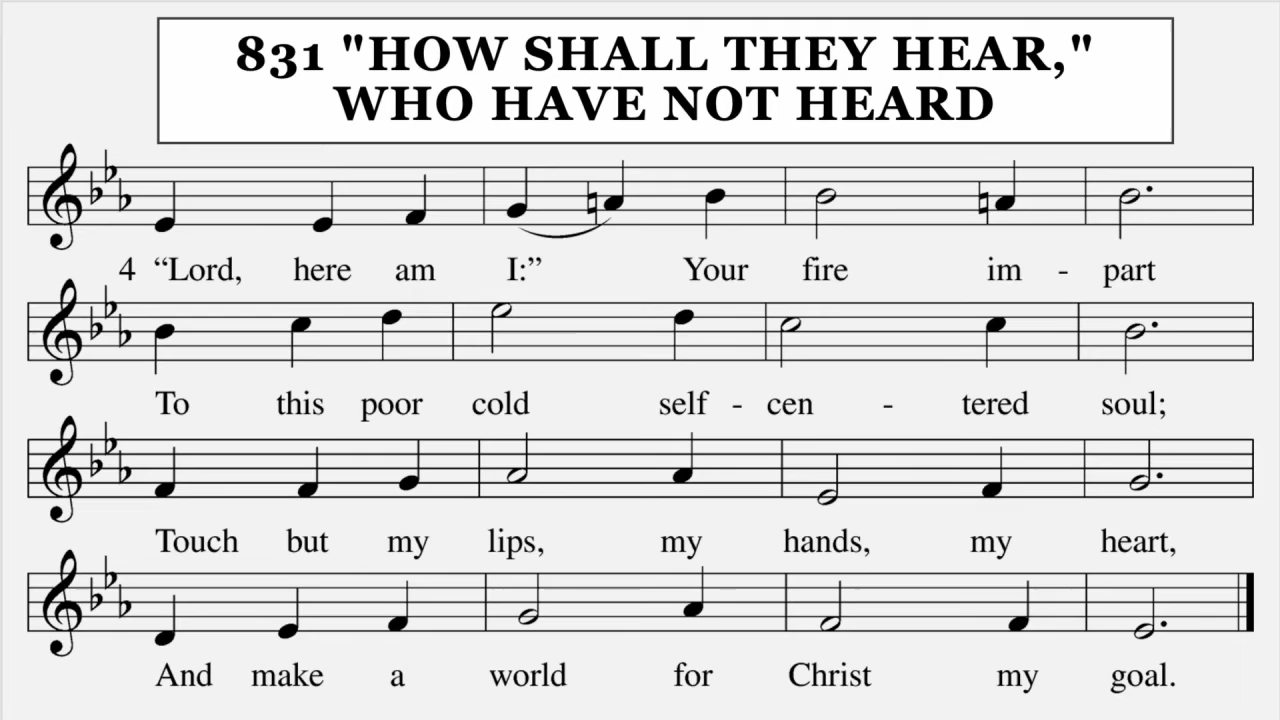 831 "HOW SHALL THEY HEAR,"
WHO HAVE NOT HEARD
4 “Lord, here am I:” Your fire im - part
To this poor cold self - cen - tered soul;
Touch but my lips, my hands, my heart,
And make a world for Christ my goal.